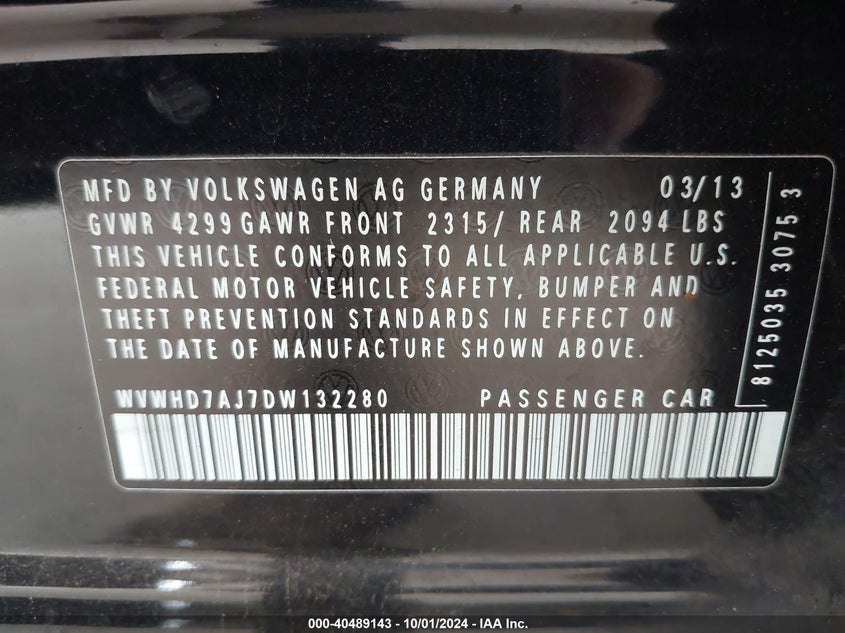 MFD BY VOLKSWAGEN AG GERMANY 03/13
GVWR 4299 GAWR FRONT 2315/ REAR 2094 LBS
THIS VEHICLE CONFORMS TO ALL APPLICABLE U.S.
FEDERAL MOTOR VEHICLE SAFETY, BUMPER AND
THEFT PREVENTION STANDARDS IN EFFECT ON
THE DATE OF MANUFACTURE SHOWN ABOVE.
WVWHD7AJ7DW132280 PASSENGER CAR
8125035 3075 3
000-40489143 - 10/01/2024 - IAA Inc.